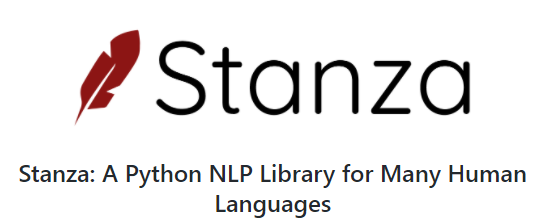 Stanza
Stanza: A Python NLP Library for Many Human
Languages